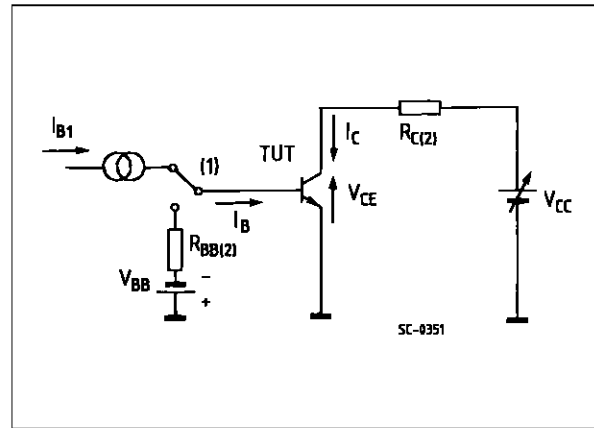 I_B1
(1)
TUT
I_C
R_C(2)
I_B
V_CE
V_CC
R_BB(2)
V_BB
−
+
SC-0351